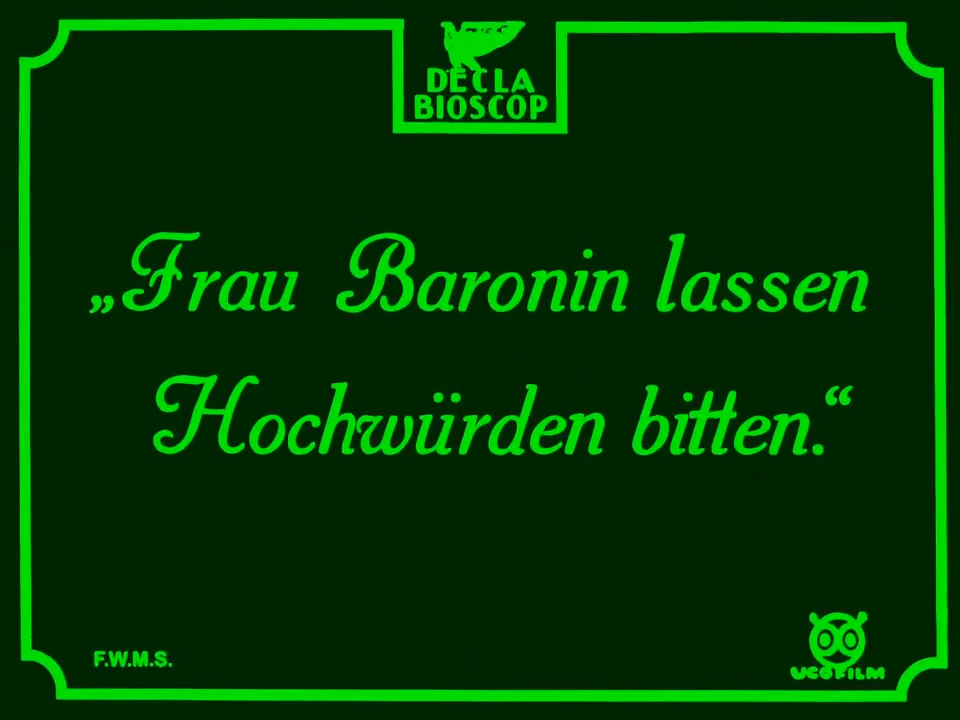 DECLA
BIOSCOP
„Frau Baronin lassen
Hochwürden bitten.“
F.W.M.S.
UCOFILM